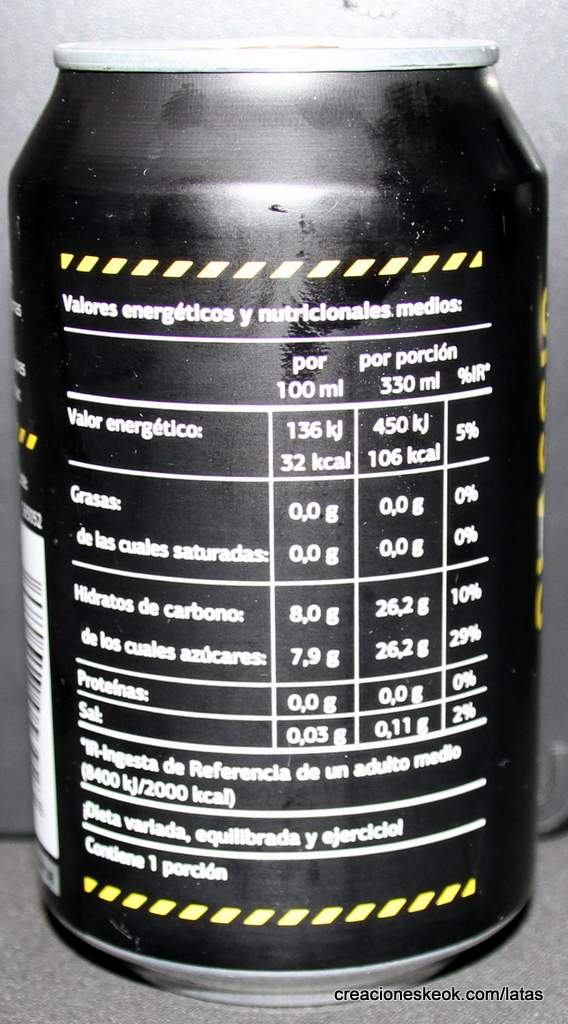 Valores energéticos y nutricionales medios:
por 100 ml por porción 330 ml %IR*
Valor energético: 136 kJ 450 kJ 5%
32 kcal 106 kcal
Grasas: 0,0 g 0,0 g 0%
de las cuales saturadas: 0,0 g 0,0 g 0%
Hidratos de carbono: 8,0 g 26,2 g 10%
de los cuales azúcares: 7,9 g 26,2 g 29%
Proteínas: 0,0 g 0,0 g 0%
Sal: 0,03 g 0,11 g 2%
*IR-Ingesta de Referencia de un adulto medio
(8400 kJ/2000 kcal)
¡Dieta variada, equilibrada y ejercicio!
Contiene 1 porción
creacioneskeok.com/latas